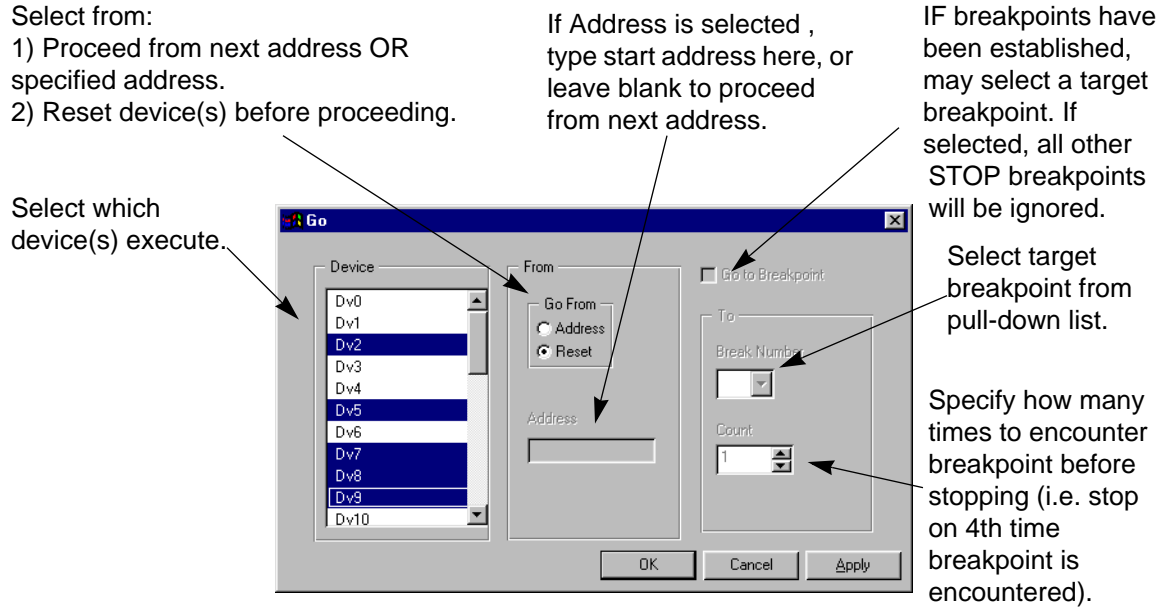 Select from:
1) Proceed from next address OR
specified address.
2) Reset device(s) before proceeding.
If Address is selected ,
type start address here, or
leave blank to proceed
from next address.
IF breakpoints have
been established,
may select a target
breakpoint. If
selected, all other
STOP breakpoints
will be ignored.
Select which
device(s) execute.
Select target
breakpoint from
pull-down list.
Specify how many
times to encounter
breakpoint before
stopping (i.e. stop
on 4th time
breakpoint is
encountered).
Go
Device
Dv0
Dv1
Dv2
Dv3
Dv4
Dv5
Dv6
Dv7
Dv8
Dv9
Dv10
From
Go From
Address
Reset
Address
Go to Breakpoint
To
Break Number
Count
1
OK
Cancel
Apply